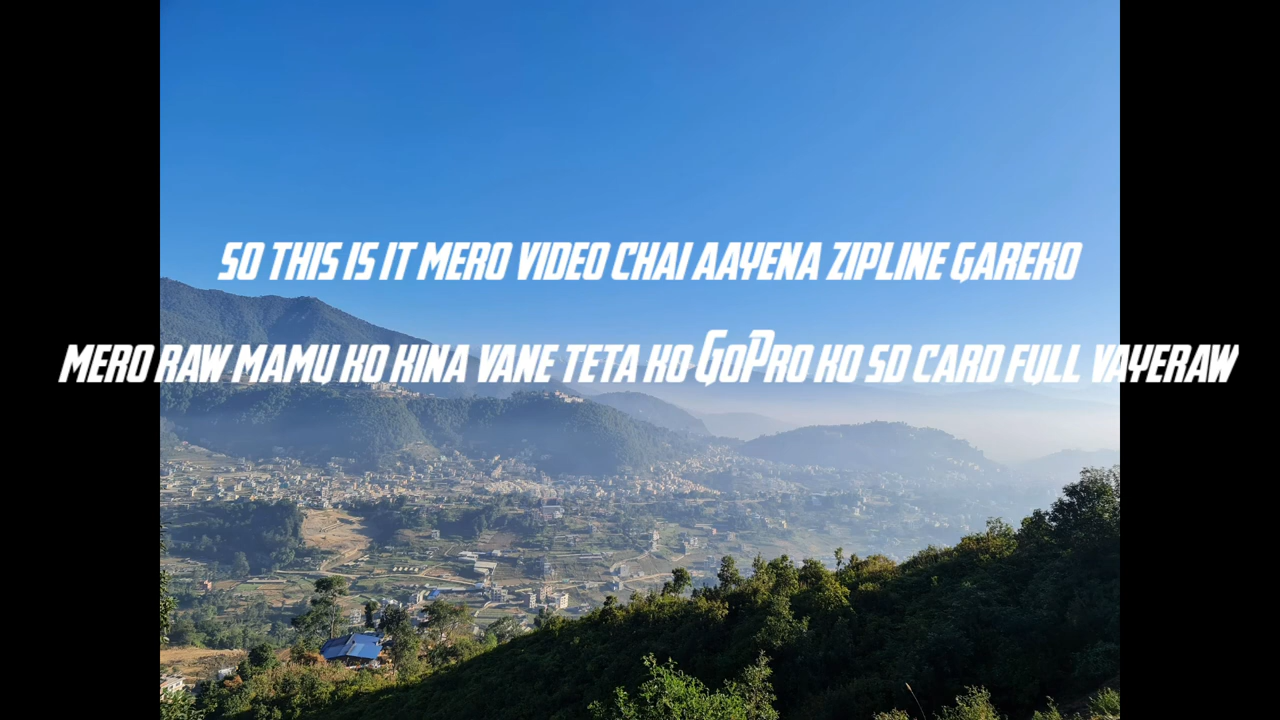 SO THIS IS IT MERO VIDEO CHAI AAYENA ZIPLINE GAREKO
MERO RAW MAMU KO KINA VANE TETA KO GoPro KO SD CARD FULL VAYERAW